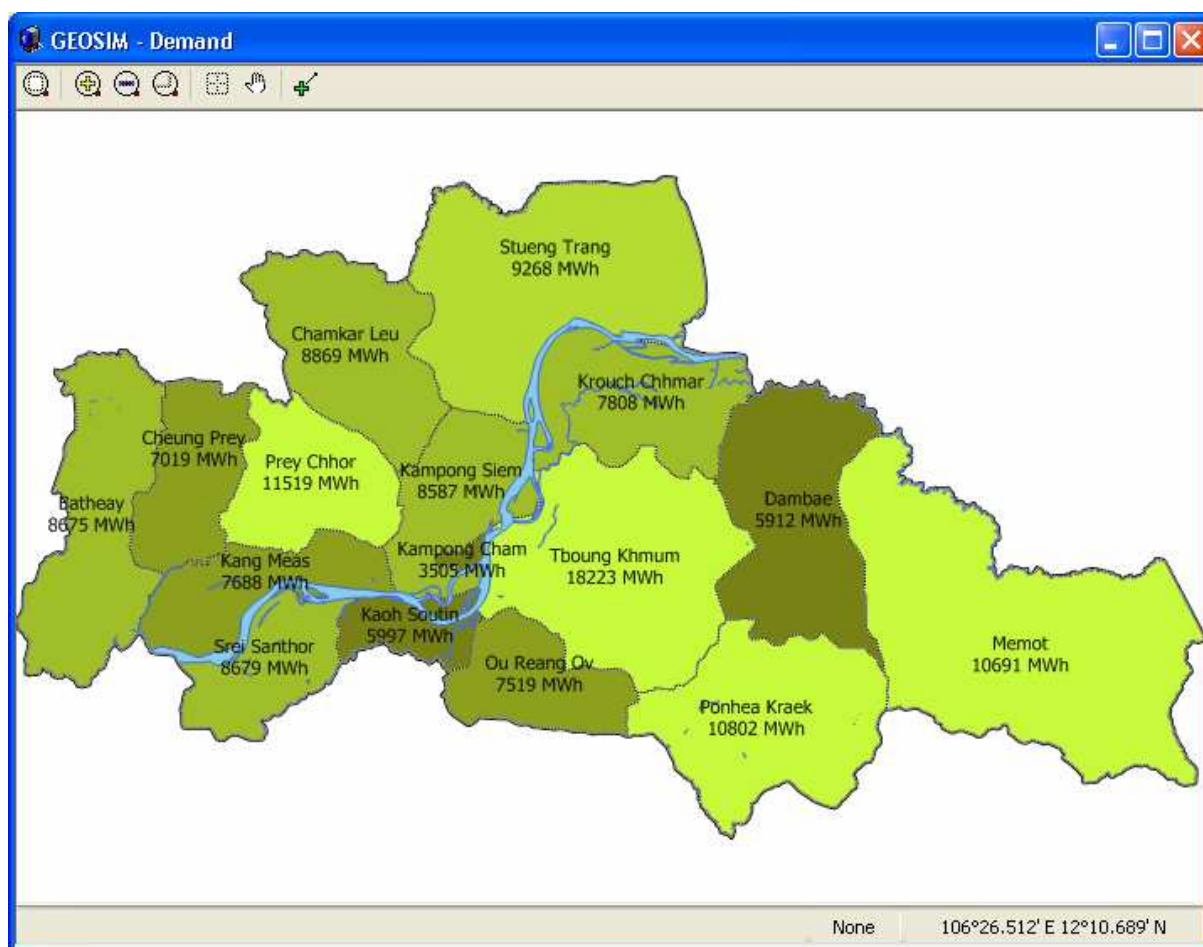 GEOSIM - Demand
Stueng Trang
9268 MWh
Chamkar Leu
8869 MWh
Krouch Chhmar
7808 MWh
Cheung Prey
7019 MWh
Prey Chhor
11519 MWh
Kampong Siem
8587 MWh
Batheay
8675 MWh
Dambae
5912 MWh
Kang Meas
7688 MWh
Kampong Cham
3505 MWh
Tboung Khmum
18223 MWh
Kaoh Soutin
5997 MWh
Srei Santhor
8679 MWh
Ou Reang Ov
7519 MWh
Memot
10691 MWh
Ponhea Kraek
10802 MWh
None
106°26.512' E 12°10.689' N